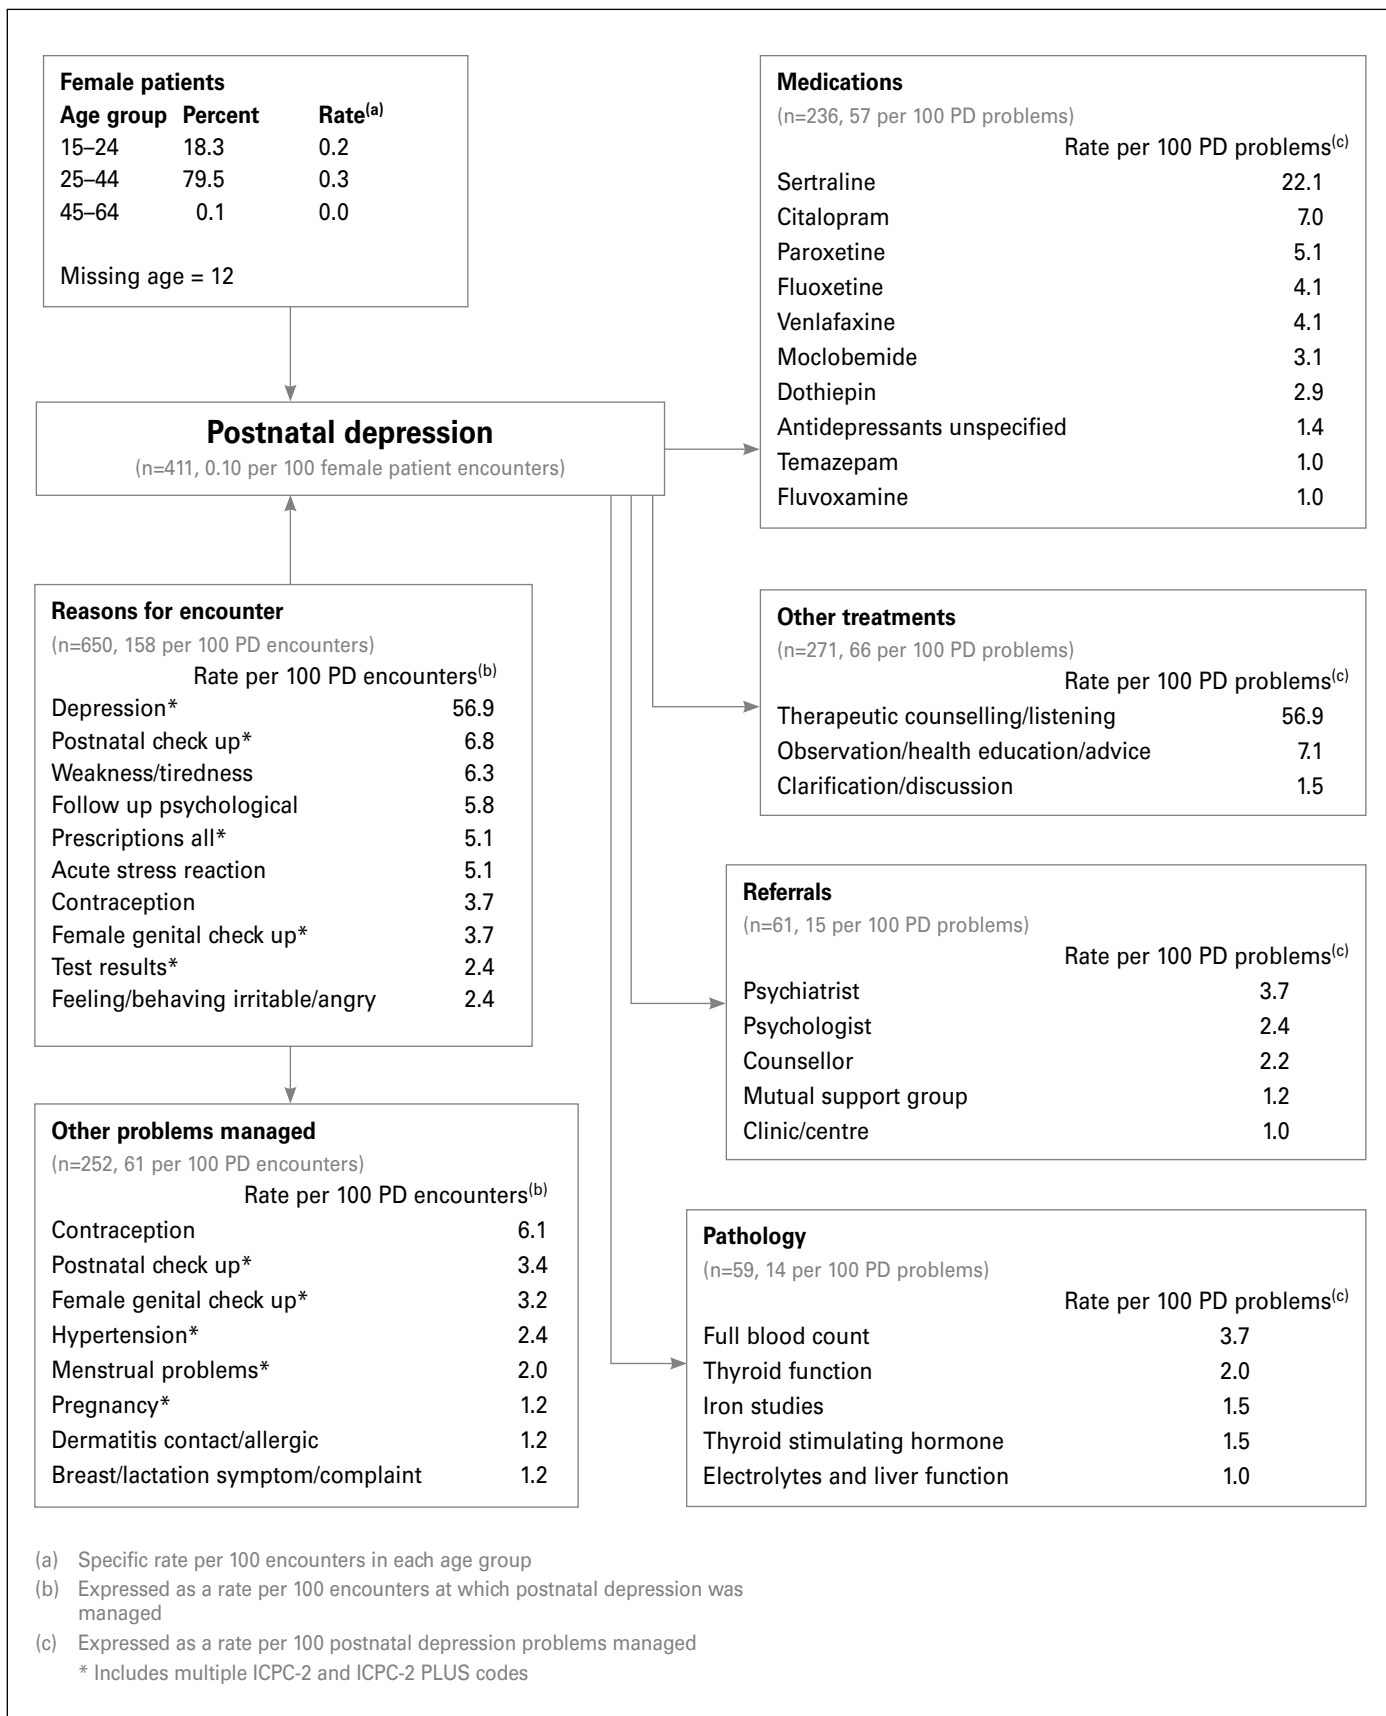 Female patients
Age group Percent Rate(a)
15–24 18.3 0.2
25–44 79.5 0.3
45–64 0.1 0.0
Missing age = 12
Postnatal depression
(n=411, 0.10 per 100 female patient encounters)
Reasons for encounter
(n=650, 158 per 100 PD encounters)
Rate per 100 PD encounters(b)
Depression* 56.9
Postnatal check up* 6.8
Weakness/tiredness 6.3
Follow up psychological 5.8
Prescriptions all* 5.1
Acute stress reaction 5.1
Contraception 3.7
Female genital check up* 3.7
Test results* 2.4
Feeling/behaving irritable/angry 2.4
Other problems managed
(n=252, 61 per 100 PD encounters)
Rate per 100 PD encounters(b)
Contraception 6.1
Postnatal check up* 3.4
Female genital check up* 3.2
Hypertension* 2.4
Menstrual problems* 2.0
Pregnancy* 1.2
Dermatitis contact/allergic 1.2
Breast/lactation symptom/complaint 1.2
Medications
(n=236, 57 per 100 PD problems)
Rate per 100 PD problems(c)
Sertraline 22.1
Citalopram 7.0
Paroxetine 5.1
Fluoxetine 4.1
Venlafaxine 4.1
Moclobemide 3.1
Dothiepin 2.9
Antidepressants unspecified 1.4
Temazepam 1.0
Fluvoxamine 1.0
Other treatments
(n=271, 66 per 100 PD problems)
Rate per 100 PD problems(c)
Therapeutic counselling/listening 56.9
Observation/health education/advice 7.1
Clarification/discussion 1.5
Referrals
(n=61, 15 per 100 PD problems)
Rate per 100 PD problems(c)
Psychiatrist 3.7
Psychologist 2.4
Counsellor 2.2
Mutual support group 1.2
Clinic/centre 1.0
Pathology
(n=59, 14 per 100 PD problems)
Rate per 100 PD problems(c)
Full blood count 3.7
Thyroid function 2.0
Iron studies 1.5
Thyroid stimulating hormone 1.5
Electrolytes and liver function 1.0
(a) Specific rate per 100 encounters in each age group
(b) Expressed as a rate per 100 encounters at which postnatal depression was
managed
(c) Expressed as a rate per 100 postnatal depression problems managed
* Includes multiple ICPC-2 and ICPC-2 PLUS codes